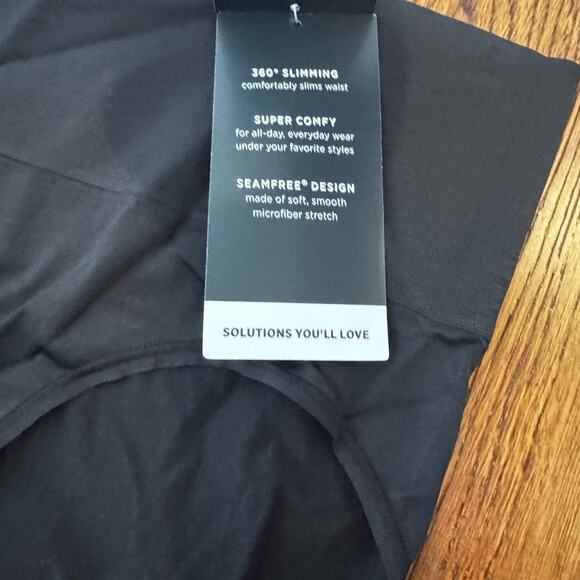 360° SLIMMING
comfortably slims waist
SUPER COMFY
for all-day, everyday wear
under your favorite styles
SEAMFREE® DESIGN
made of soft, smooth
microfiber stretch
SOLUTIONS YOU'LL LOVE